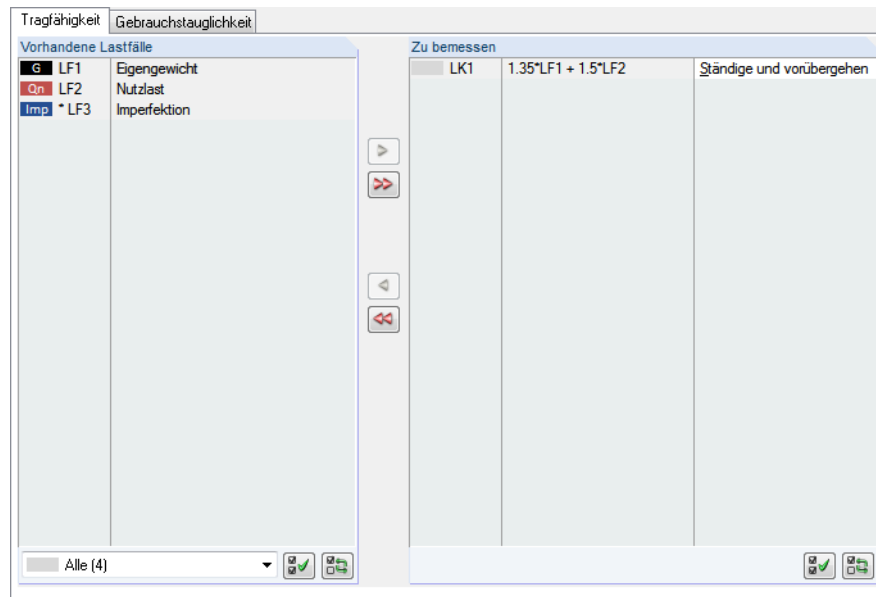 Tragfähigkeit Gebrauchstauglichkeit
Vorhandene Lastfälle
G LF1 Eigengewicht
Qn LF2 Nutzlast
Imp * LF3 Imperfektion
Alle (4)
Zu bemessen
LK1 1.35*LF1 + 1.5*LF2 Ständige und vorübergehen